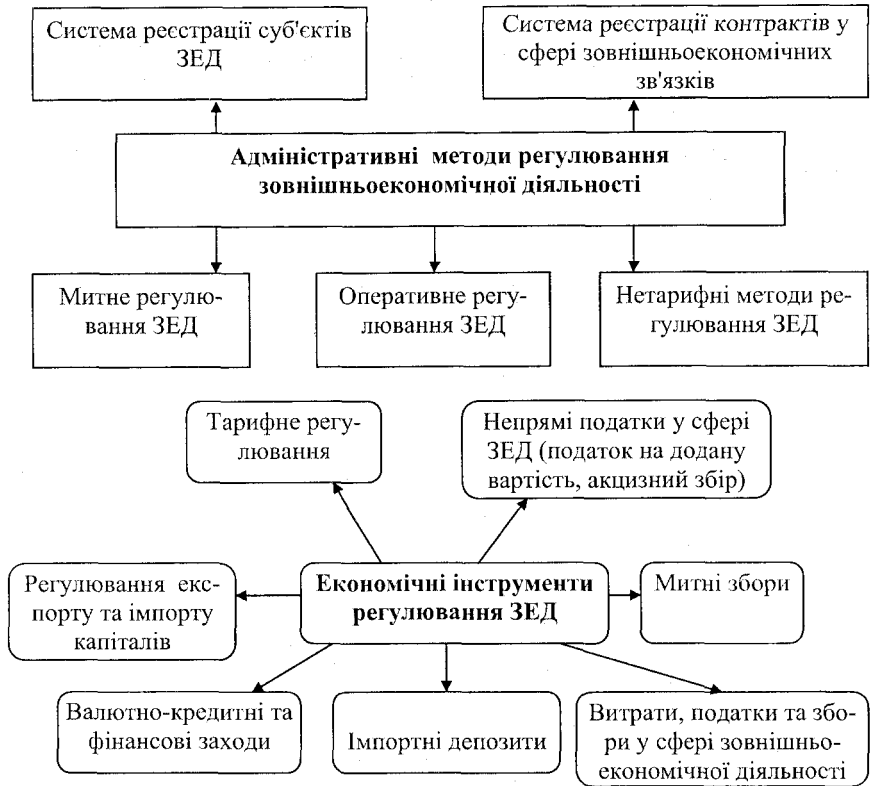 Система реєстрації суб'єктів
ЗЕД
Система реєстрації контрактів у
сфері зовнішньоекономічних
зв'язків
Адміністративні методи регулювання
зовнішньоекономічної діяльності
Митне регулю-
вання ЗЕД
Оперативне регу-
лювання ЗЕД
Нетарифні методи ре-
гулювання ЗЕД
Тарифне регу-
лювання
Непрямі податки у сфері
ЗЕД (податок на додану
вартість, акцизний збір)
Регулювання екс-
порту та імпорту
капіталів
Економічні інструменти
регулювання ЗЕД
Митні збори
Валютно-кредитні та
фінансові заходи
Імпортні депозити
Витрати, податки та збо-
ри у сфері зовнішньо-
економічної діяльності